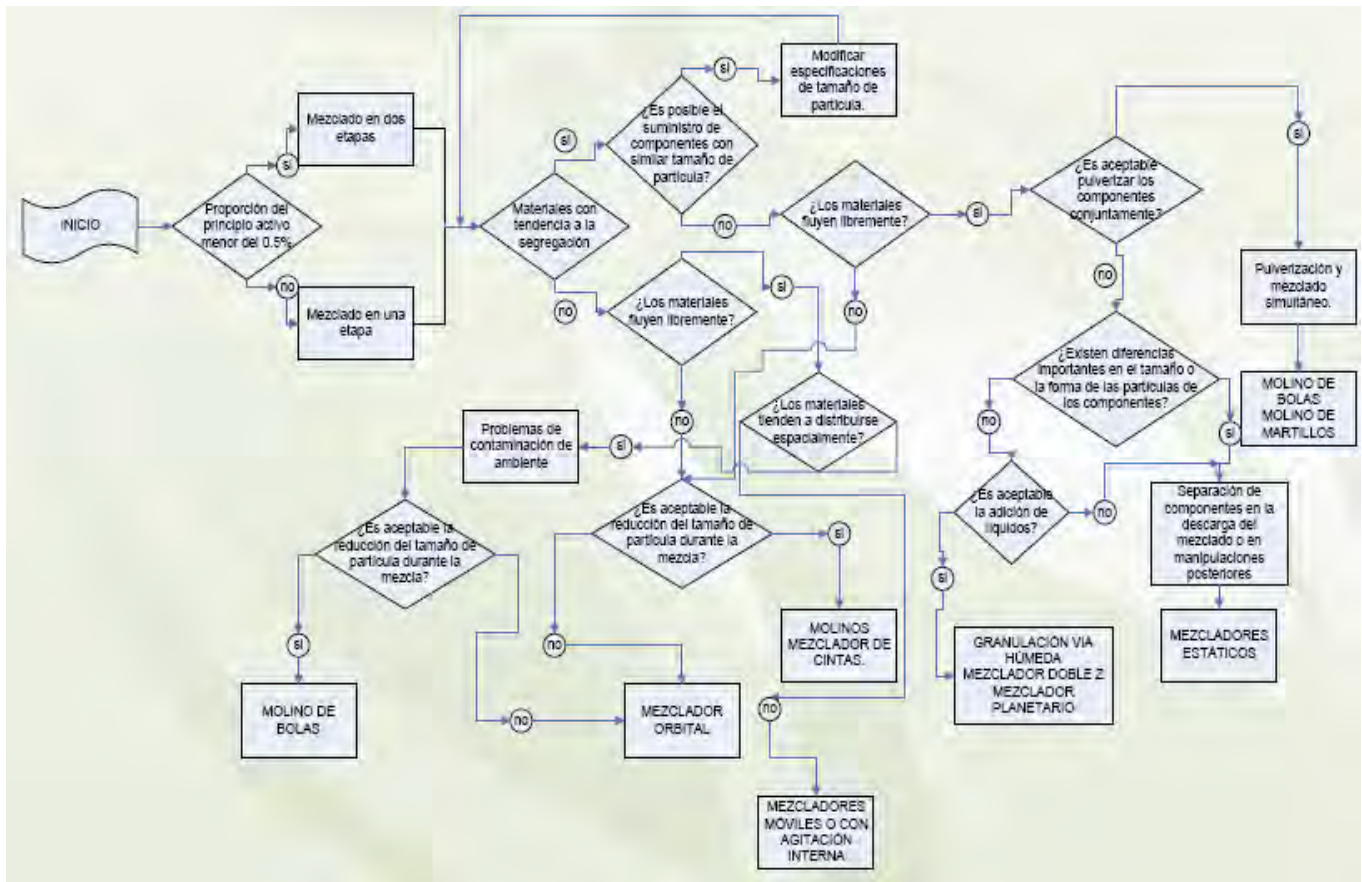 INICIO
Proporción del
principio activo
menor del 0.5%
si
no
Mezclado en dos
etapas
Mezclado en una
etapa
Materiales con
tendencia a la
segregación
si
no
¿Es posible el
suministro de
componentes con
similar tamaño de
partícula?
si
no
Modificar
especificaciones
de tamaño de
partícula.
¿Los materiales
fluyen libremente?
si
no
¿Los materiales
fluyen libremente?
si
no
¿Es aceptable
pulverizar los
componentes
conjuntamente?
si
no
Pulverización y
mezclado
simultáneo.
MOLINO DE
BOLAS
MOLINO DE
MARTILLOS
¿Existen diferencias
importantes en el tamaño o
la forma de las partículas de
los componentes?
no
si
¿Los materiales
tienden a distribuirse
espacialmente?
si
no
Problemas de
contaminación de
ambiente
¿Es aceptable la
reducción del tamaño de
partícula durante la
mezcla?
si
no
¿Es aceptable la
reducción del tamaño de
partícula durante la
mezcla?
si
no
¿Es aceptable
la adición de
líquidos?
no
si
Separación de
componentes en la
descarga del
mezclado o en
manipulaciones
posteriores
MOLINO DE
BOLAS
MEZCLADOR
ORBITAL
MOLINOS
MEZCLADOR DE
CINTAS.
GRANULACIÓN VIA
HÚMEDA
MEZCLADOR DOBLE Z
MEZCLADOR
PLANETARIO
MEZCLADORES
ESTÁTICOS
MEZCLADORES
MÓVILES O CON
AGITACIÓN
INTERNA